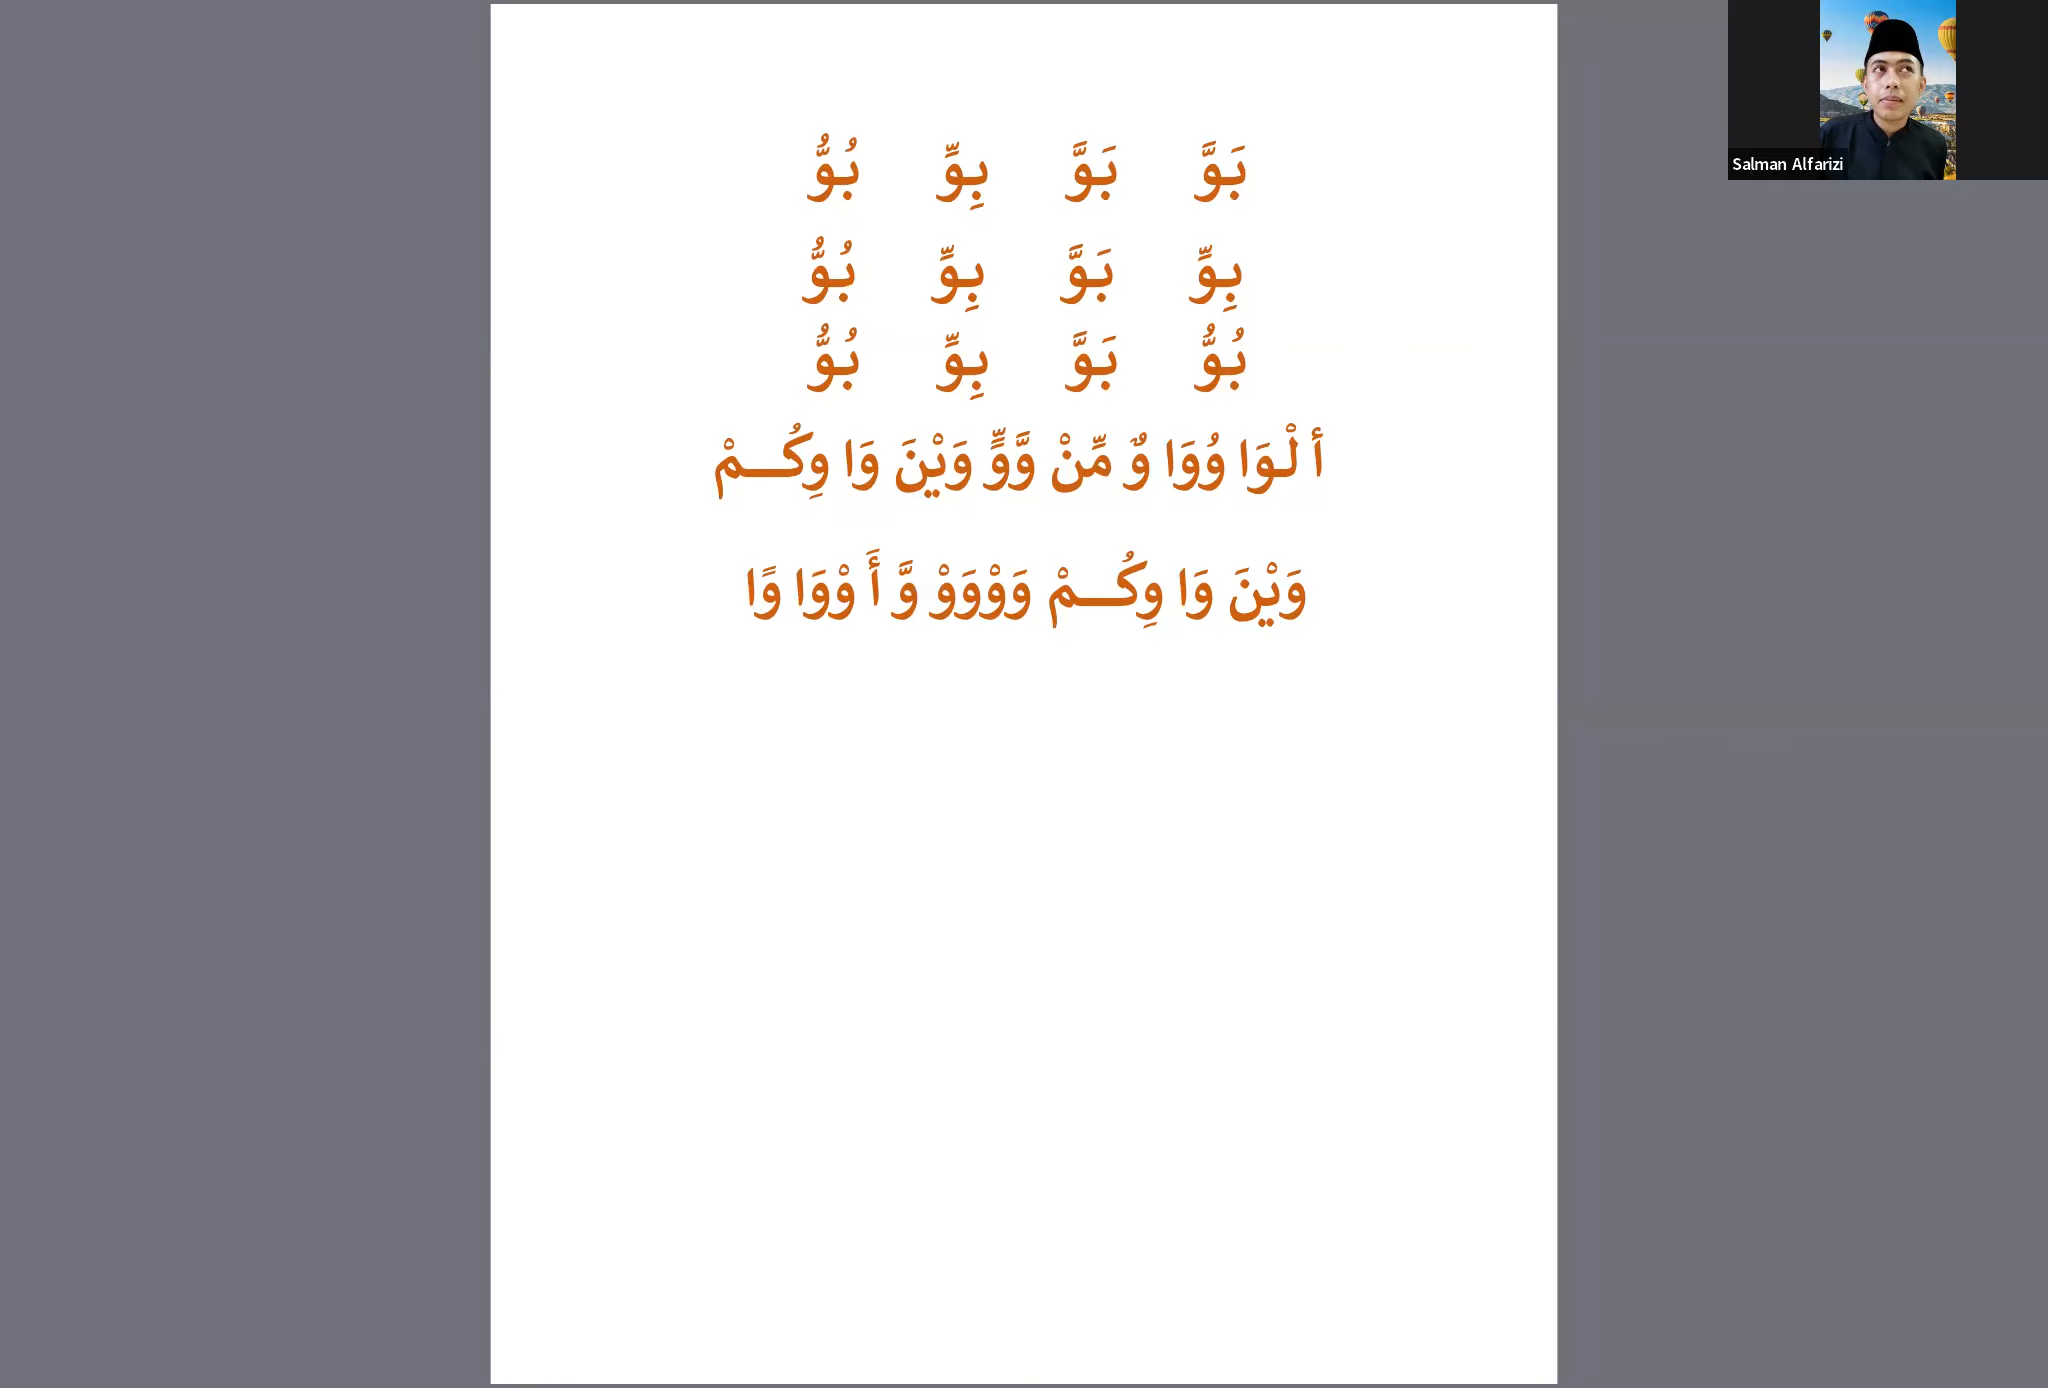 بَوَّ بَوَّ بِوِّ بُوُّ
بِوِّ بَوَّ بِوِّ بُوُّ
بُوُّ بَوَّ بِوِّ بُوُّ
أ لْوَا وُوَا وٌ مِّنْ وَّوٍّ وَيْنَ وَا وِكُـــمْ
وَيْنَ وَا وِكُـــمْ وَوْوَوْ وَّ أَ وْوَا وًا
Salman Alfarizi